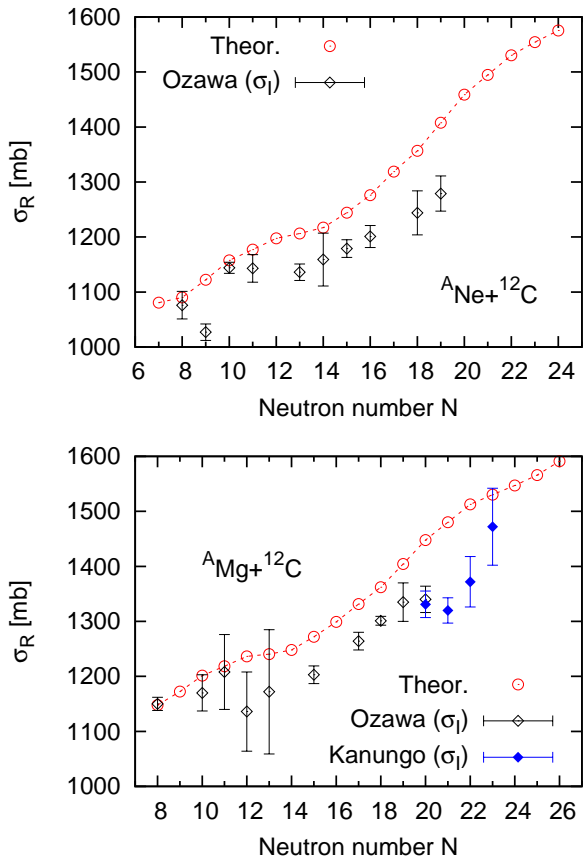 1600
1500
1400
1300
1200
1100
1000
σR [mb]
Theor.
Ozawa (σI)
ANe+12C
6 8 10 12 14 16 18 20 22 24
Neutron number N
1600
1500
1400
1300
1200
1100
1000
σR [mb]
AMg+12C
Theor.
Ozawa (σI)
Kanungo (σI)
8 10 12 14 16 18 20 22 24 26
Neutron number N